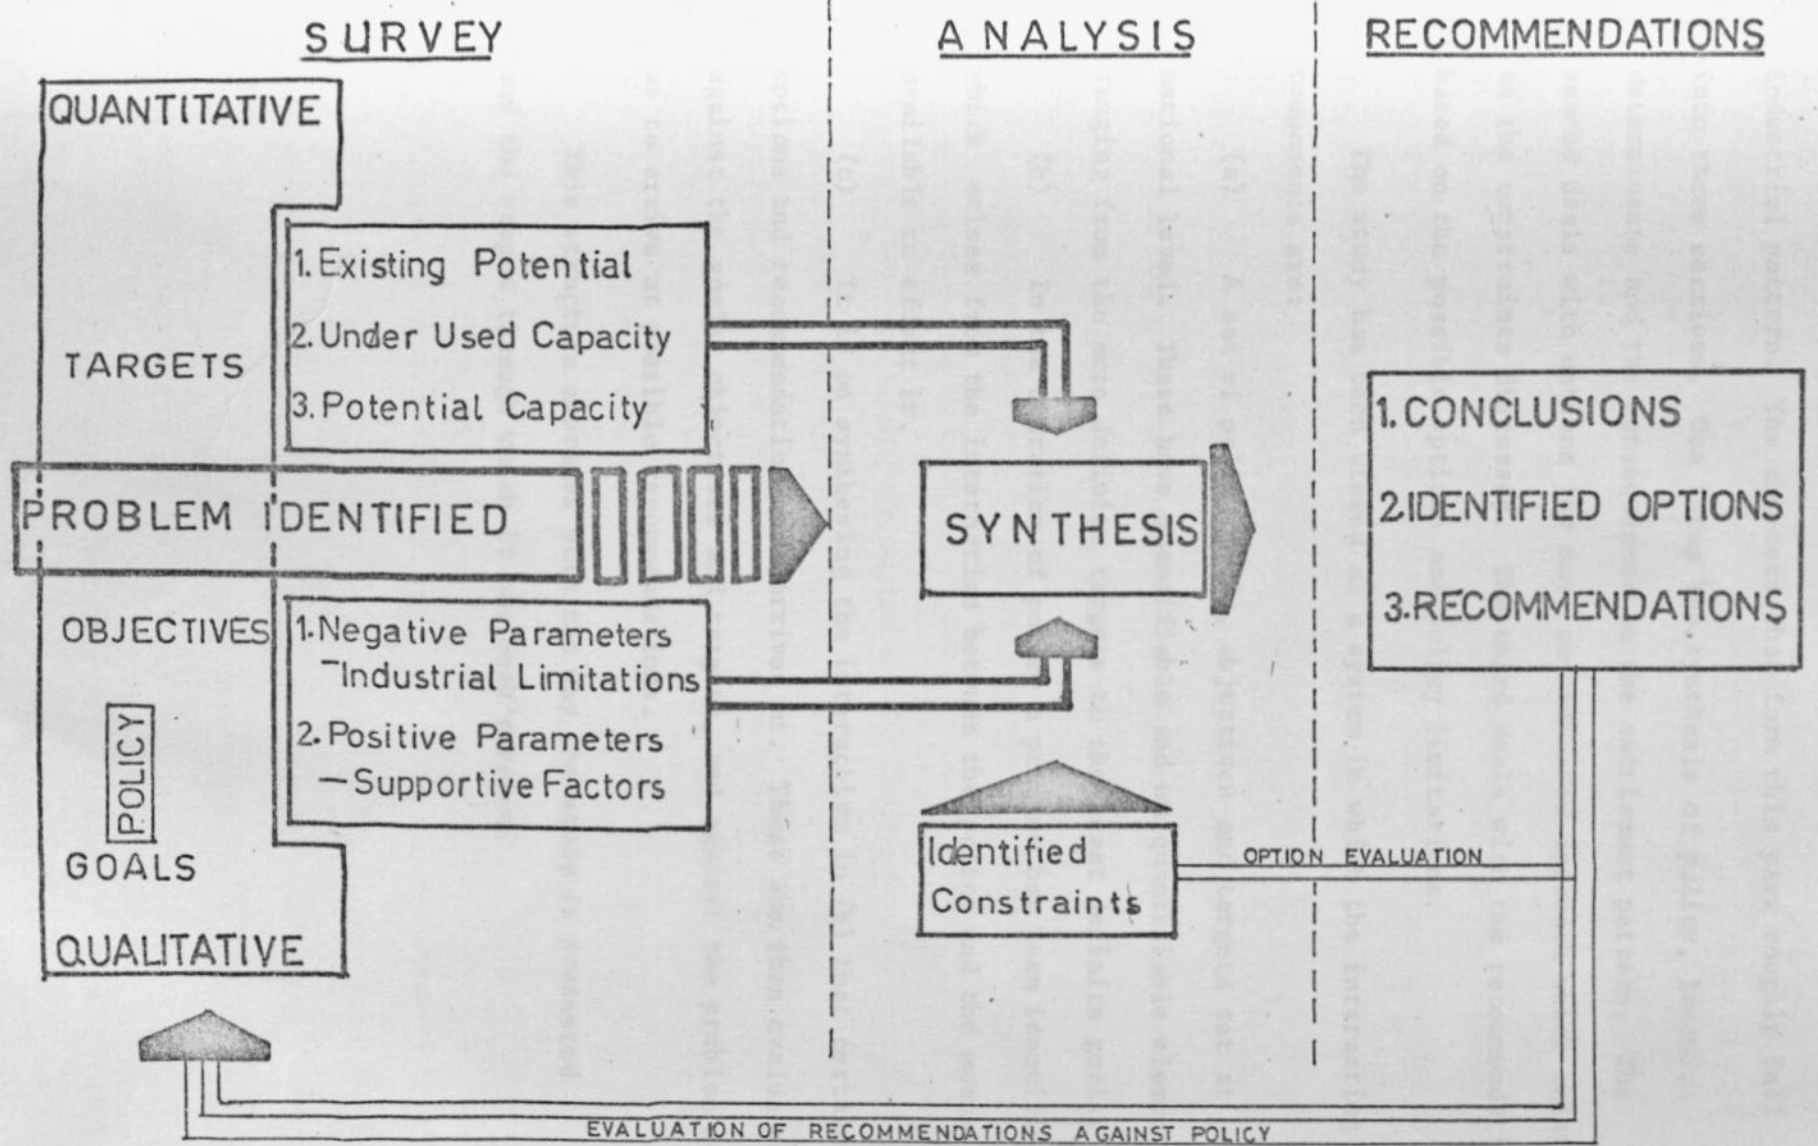 SURVEY
ANALYSIS
RECOMMENDATIONS
QUANTITATIVE
1. Existing Potential
2. Under Used Capacity
3. Potential Capacity
TARGETS
PROBLEM IDENTIFIED
OBJECTIVES
1. Negative Parameters
- Industrial Limitations
2. Positive Parameters
— Supportive Factors
POLICY
GOALS
QUALITATIVE
SYNTHESIS
Identified
Constraints
1. CONCLUSIONS
2. IDENTIFIED OPTIONS
3. RECOMMENDATIONS
OPTION EVALUATION
EVALUATION OF RECOMMENDATIONS AGAINST POLICY